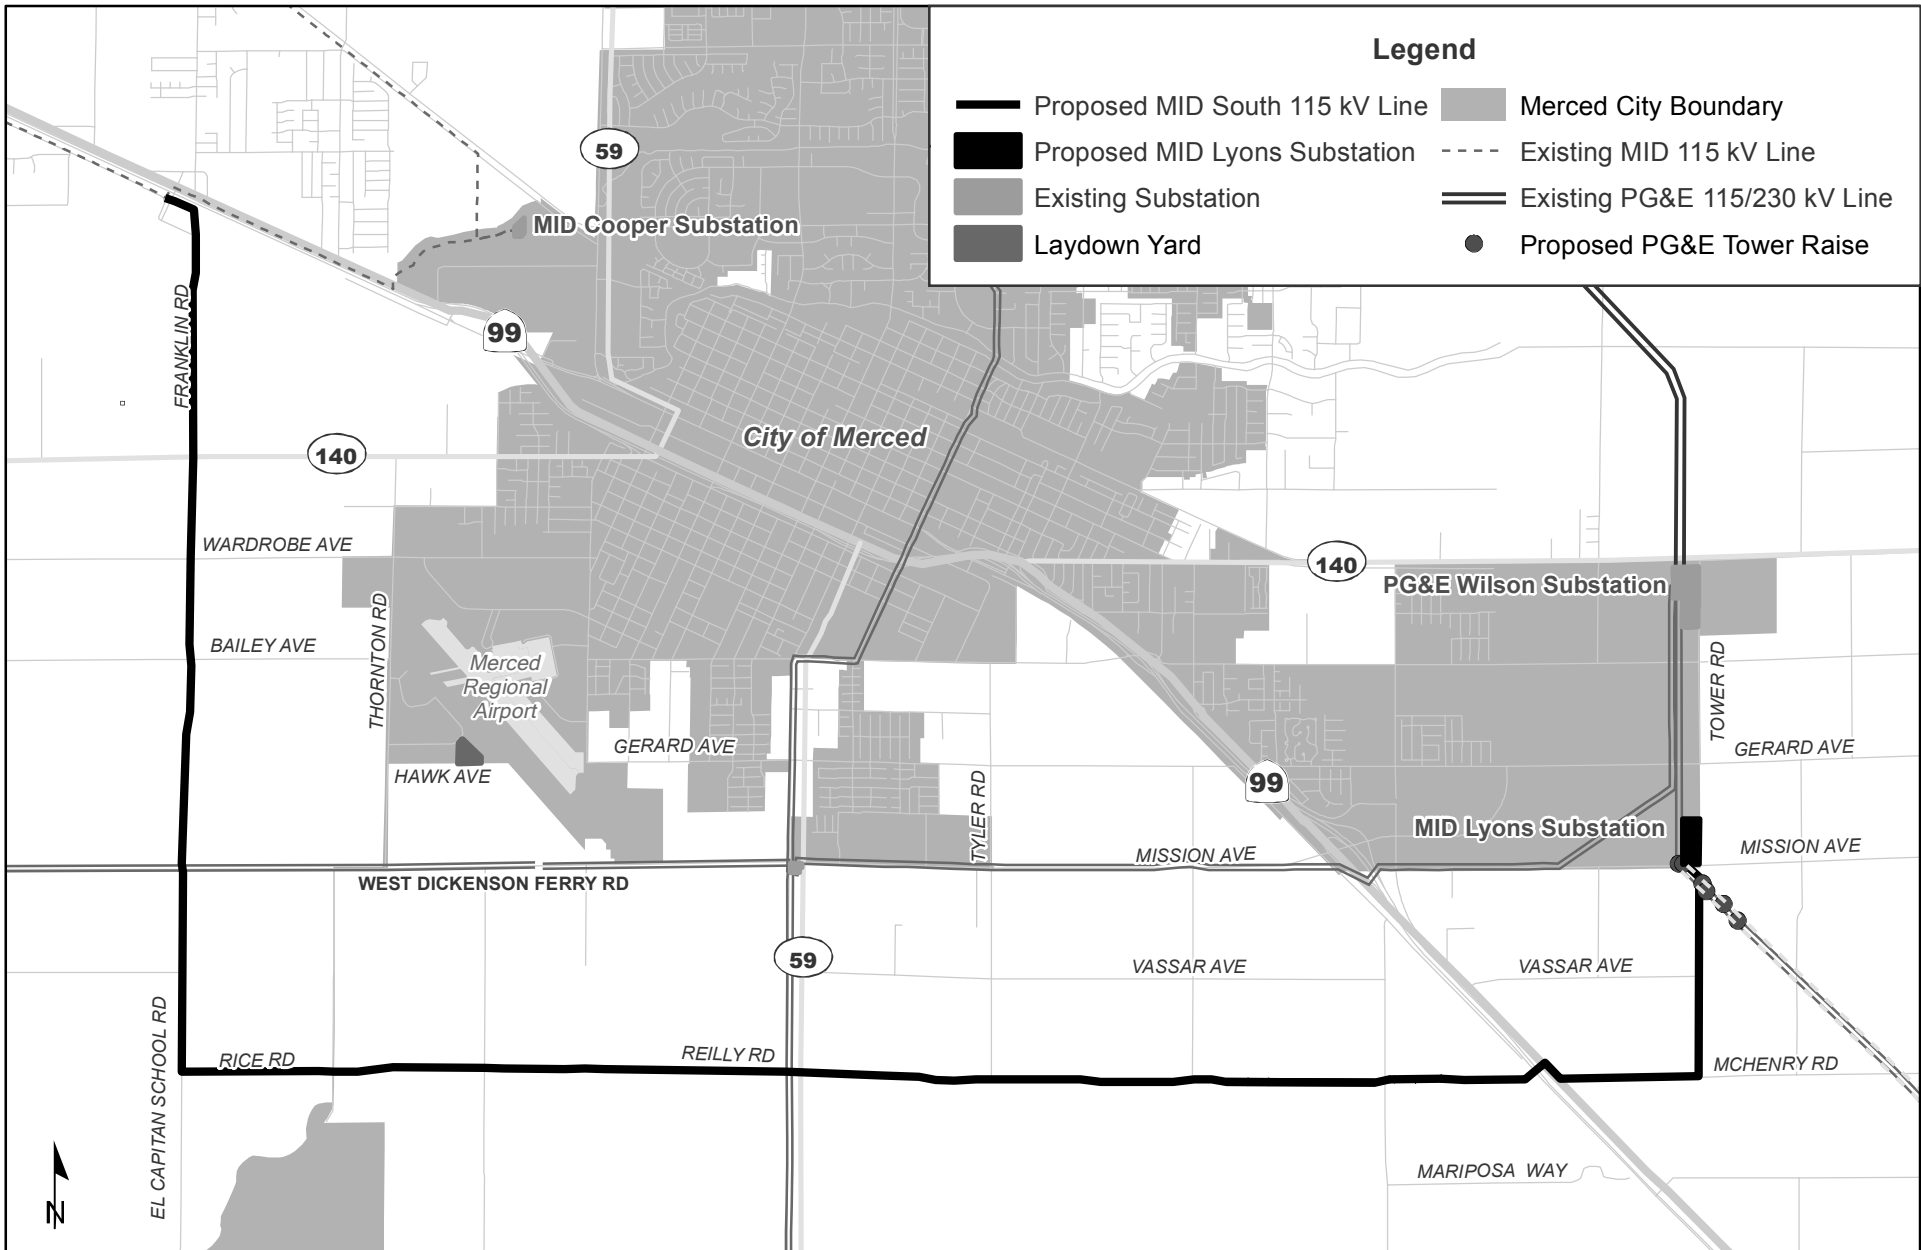 Legend
Proposed MID South 115 kV Line
Merced City Boundary
Proposed MID Lyons Substation
Existing MID 115 kV Line
Existing Substation
Existing PG&E 115/230 kV Line
Laydown Yard
Proposed PG&E Tower Raise
59
MID Cooper Substation
99
FRANKLIN RD
City of Merced
140
WARDROBE AVE
140
PG&E Wilson Substation
BAILEY AVE
THORNTON RD
Merced
Regional
Airport
TOWER RD
GERARD AVE
GERARD AVE
HAWK AVE
99
TYLER RD
MID Lyons Substation
MISSION AVE
MISSION AVE
WEST DICKENSON FERRY RD
59
VASSAR AVE
VASSAR AVE
EL CAPITAN SCHOOL RD
RICE RD
REILLY RD
MCHENRY RD
MARIPOSA WAY
N